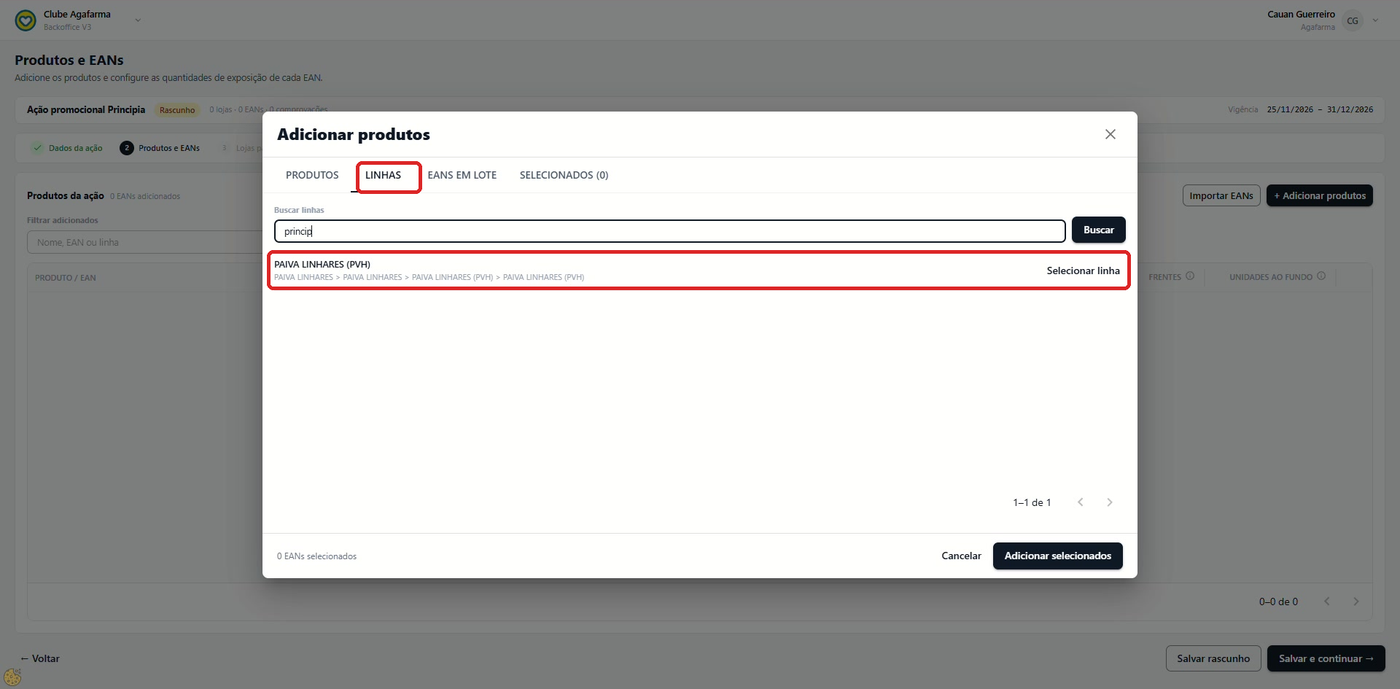 Clube Agafarma
Backoffice V3
Cauan Guerreiro
Agafarma
CG
Produtos e EANs
Adicione os produtos e configure as quantidades de exposição de cada EAN.
Ação promocional Principia Rascunho 0 lojas · 0 EANs · 0 comprovações
Vigência 25/11/2026 – 31/12/2026
Dados da ação 2 Produtos e EANs 3 Lojas
Produtos da ação 0 EANs adicionados
Importar EANs + Adicionar produtos
Filtrar adicionados
Nome, EAN ou linha
PRODUTO / EAN
FRENTES UNIDADES AO FUNDO
Adicionar produtos
PRODUTOS LINHAS EANS EM LOTE SELECIONADOS (0)
Buscar linhas
princip
Buscar
PAIVA LINHARES (PVH)
PAIVA LINHARES > PAIVA LINHARES > PAIVA LINHARES (PVH) > PAIVA LINHARES (PVH)
Selecionar linha
1–1 de 1
0 EANs selecionados
Cancelar Adicionar selecionados
0–0 de 0
← Voltar
Salvar rascunho Salvar e continuar →